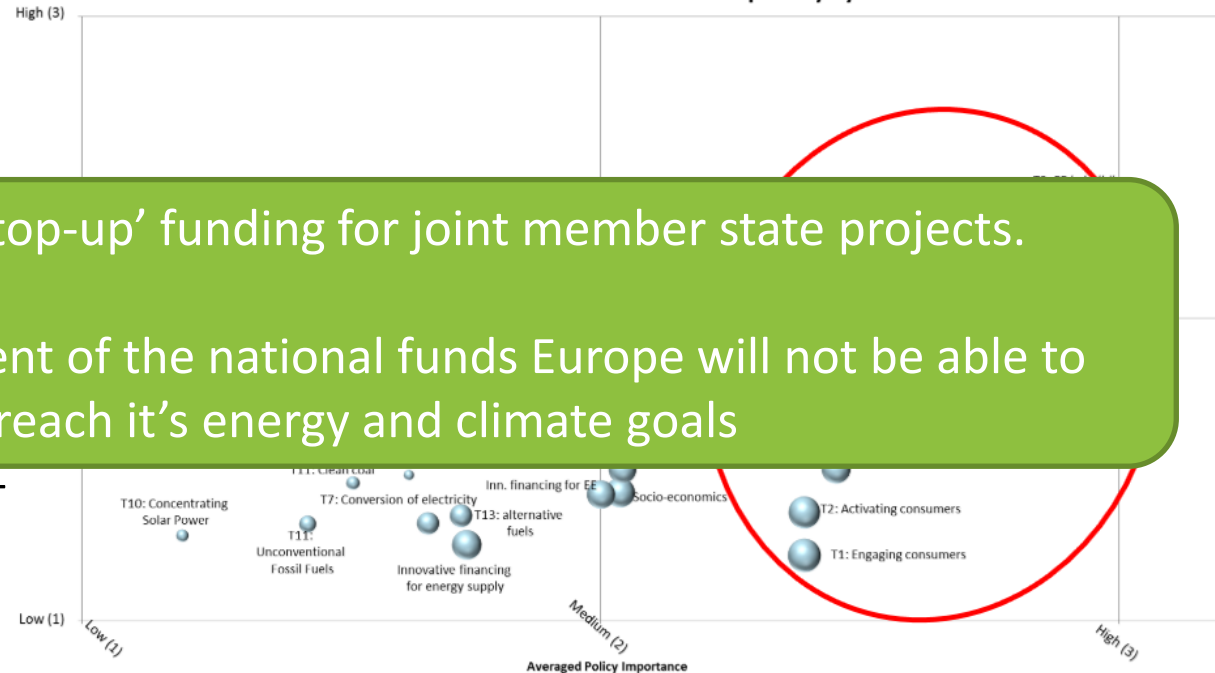 High (3)
top-up’ funding for joint member state projects.
ent of the national funds Europe will not be able to
reach it’s energy and climate goals
T11: Clean coal
T10: Concentrating
Solar Power
T7: Conversion of electricity
Inn. financing for EE
Socio-economics
T11:
Unconventional
Fossil Fuels
T13: alternative
fuels
Innovative financing
for energy supply
T2: Activating consumers
T1: Engaging consumers
Low (1)
Low (1)
Medium (2)
High (3)
Averaged Policy Importance